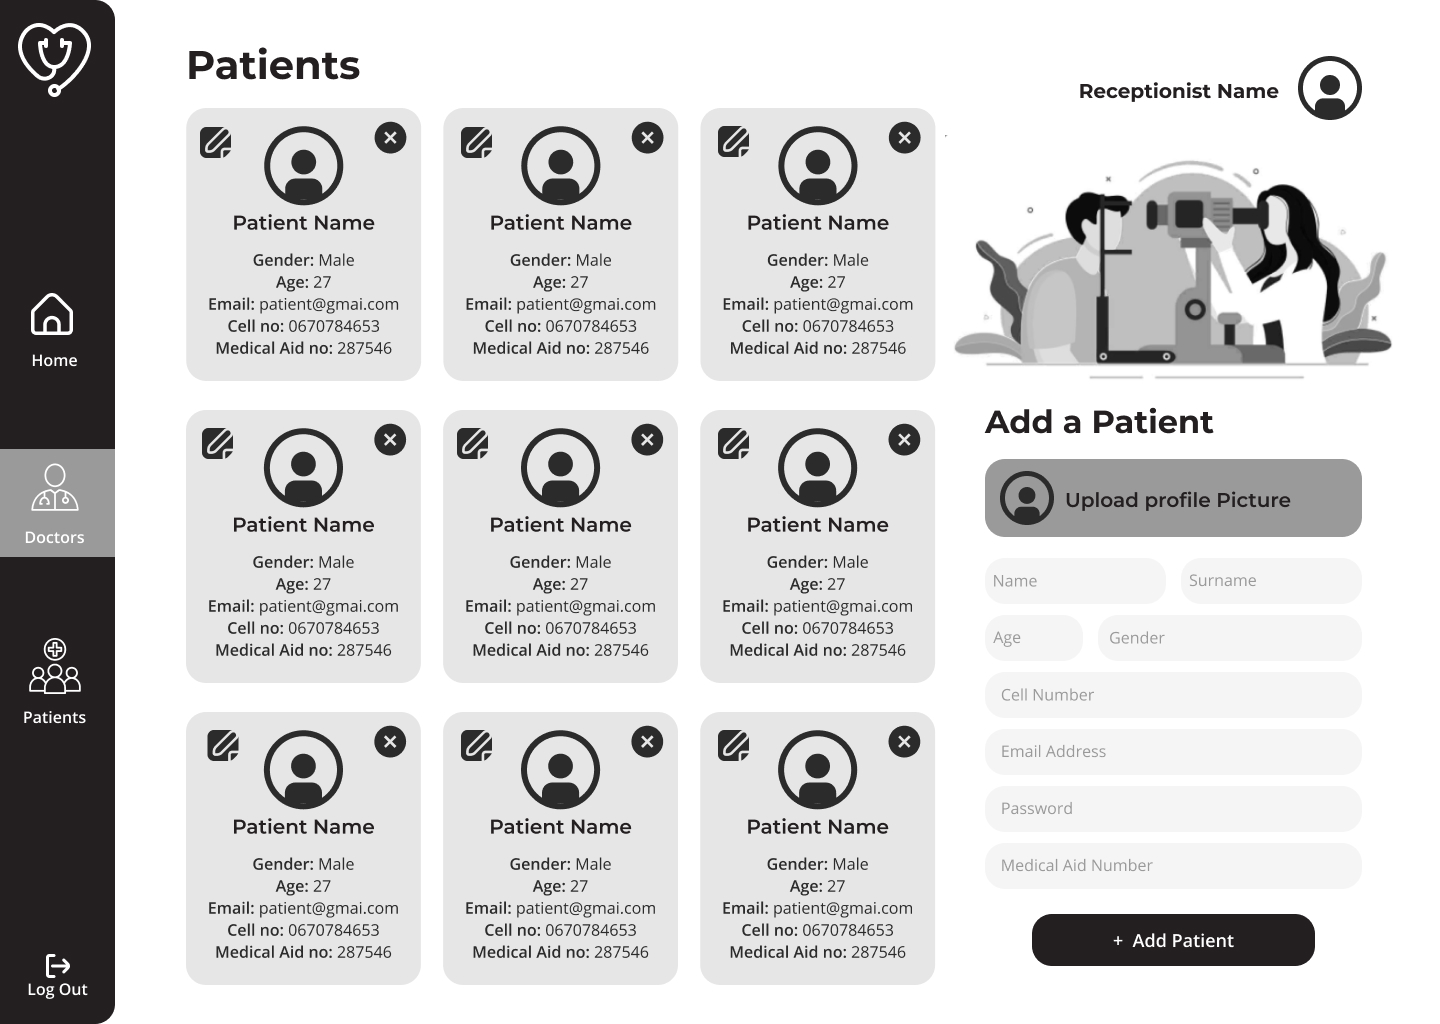 Home
Doctors
Patients
Log Out
Patients
Patient Name
Gender: Male
Age: 27
Email: patient@gmai.com
Cell no: 0670784653
Medical Aid no: 287546
Patient Name
Gender: Male
Age: 27
Email: patient@gmai.com
Cell no: 0670784653
Medical Aid no: 287546
Patient Name
Gender: Male
Age: 27
Email: patient@gmai.com
Cell no: 0670784653
Medical Aid no: 287546
Patient Name
Gender: Male
Age: 27
Email: patient@gmai.com
Cell no: 0670784653
Medical Aid no: 287546
Patient Name
Gender: Male
Age: 27
Email: patient@gmai.com
Cell no: 0670784653
Medical Aid no: 287546
Patient Name
Gender: Male
Age: 27
Email: patient@gmai.com
Cell no: 0670784653
Medical Aid no: 287546
Patient Name
Gender: Male
Age: 27
Email: patient@gmai.com
Cell no: 0670784653
Medical Aid no: 287546
Patient Name
Gender: Male
Age: 27
Email: patient@gmai.com
Cell no: 0670784653
Medical Aid no: 287546
Patient Name
Gender: Male
Age: 27
Email: patient@gmai.com
Cell no: 0670784653
Medical Aid no: 287546
Receptionist Name
Add a Patient
Upload profile Picture
Name
Surname
Age
Gender
Cell Number
Email Address
Password
Medical Aid Number
+ Add Patient